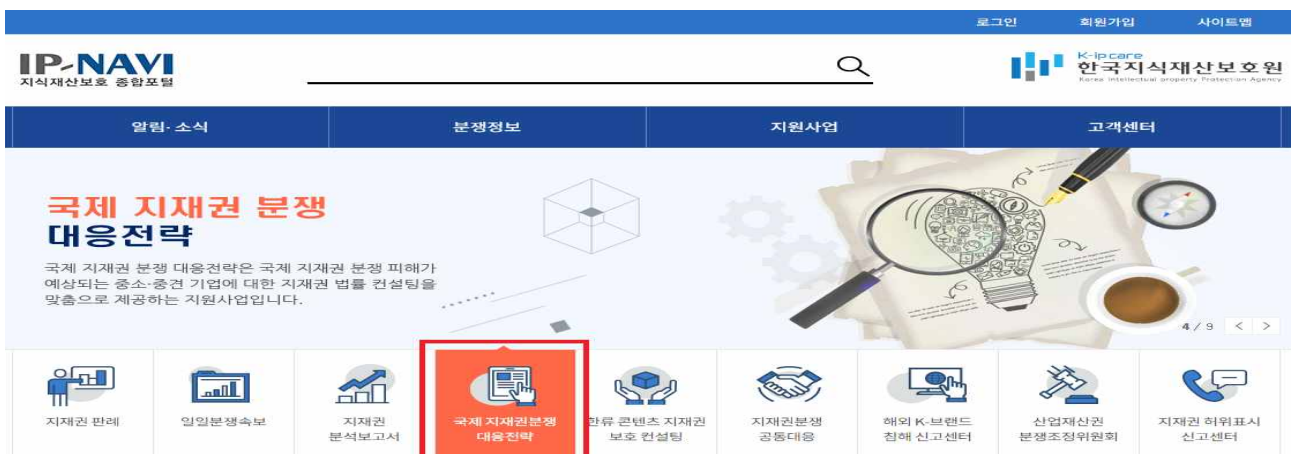 로그인 회원가입 사이트맵
IP-NAVI
지식재산보호 종합포털
K-ipcare
한국지식재산보호원
Korea Intellectual property Protection Agency
알림·소식 분쟁정보 지원사업 고객센터
국제 지재권 분쟁
대응전략
국제 지재권 분쟁 대응전략은 국제 지재권 분쟁 피해가
예상되는 중소·중견 기업에 대한 지재권 법률 컨설팅을
맞춤으로 제공하는 지원사업입니다.
4 / 9 < >
지재권 판례
일일분쟁속보
지재권
분석보고서
국제 지재권분쟁
대응전략
한류 콘텐츠 지재권
보호 컨설팅
지재권분쟁
공동대응
해외 K-브랜드
침해 신고센터
산업재산권
분쟁조정위원회
지재권 허위표시
신고센터